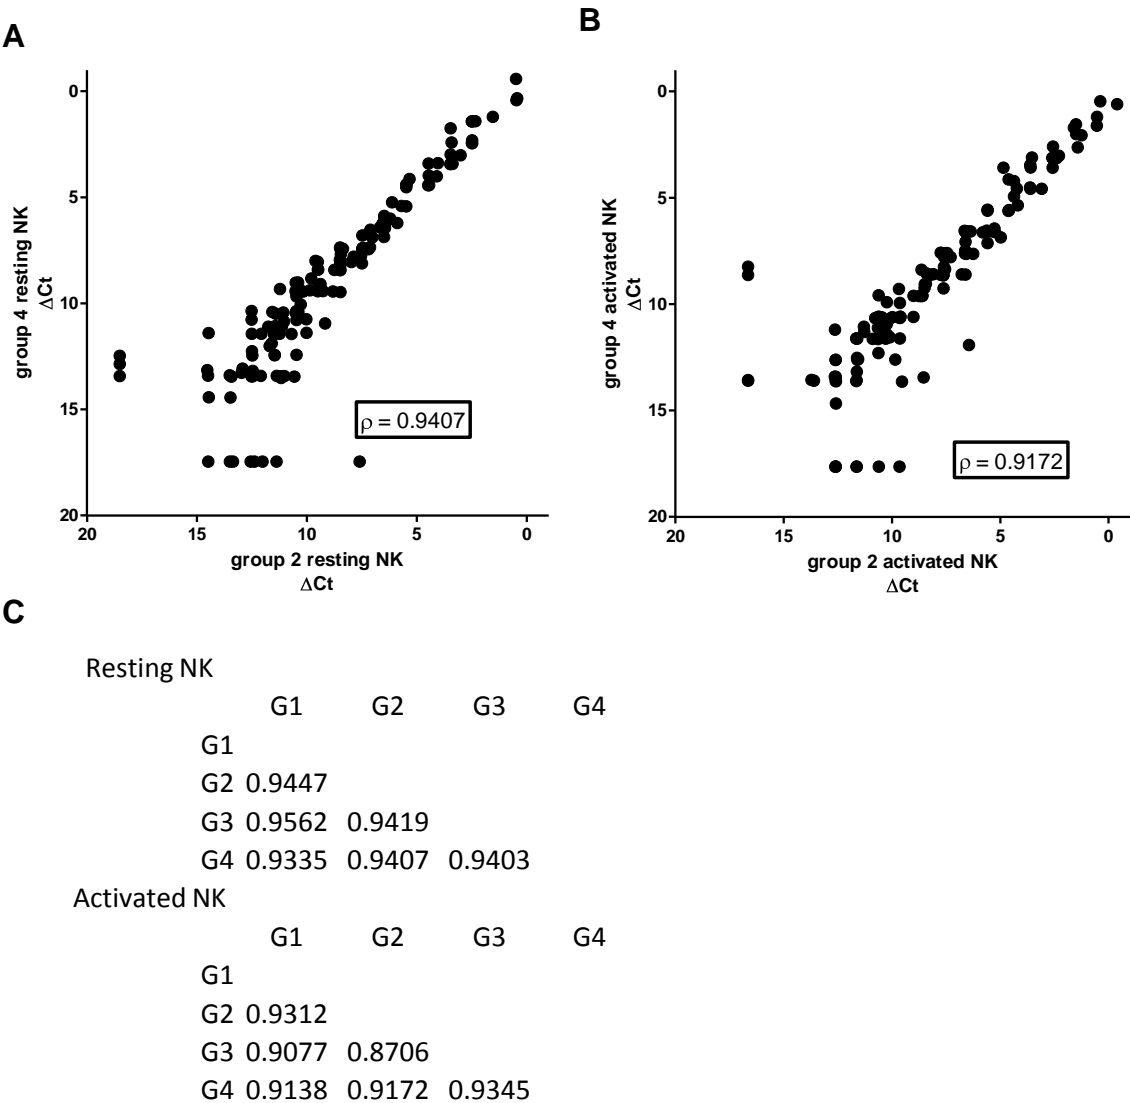 A
B
0
5
10
15
20
group 4 resting NK
ΔCt
ρ = 0.9407
20 15 10 5 0
group 2 resting NK
ΔCt
0
5
10
15
20
group 4 activated NK
ΔCt
ρ = 0.9172
20 15 10 5 0
group 2 activated NK
ΔCt
C
Resting NK
G1 G2 G3 G4
G1
G2 0.9447
G3 0.9562 0.9419
G4 0.9335 0.9407 0.9403
Activated NK
G1 G2 G3 G4
G1
G2 0.9312
G3 0.9077 0.8706
G4 0.9138 0.9172 0.9345